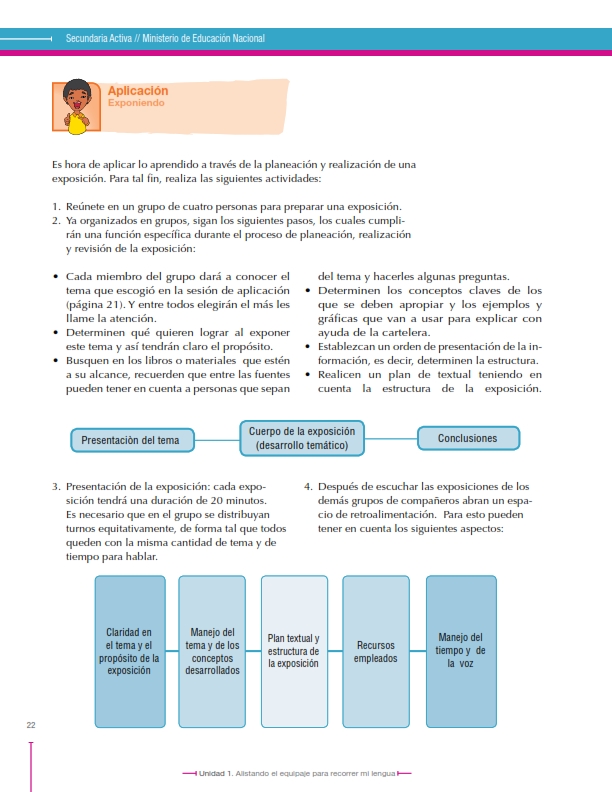 Secundaria Activa // Ministerio de Educación Nacional
Aplicación
Exponiendo
Es hora de aplicar lo aprendido a través de la planeación y realización de una
exposición. Para tal fin, realiza las siguientes actividades:
1. Reúnete en un grupo de cuatro personas para preparar una exposición.
2. Ya organizados en grupos, sigan los siguientes pasos, los cuales cumpli-
rán una función específica durante el proceso de planeación, realización
y revisión de la exposición:
• Cada miembro del grupo dará a conocer el
tema que escogió en la sesión de aplicación
(página 21). Y entre todos elegirán el más les
llame la atención.
• Determinen qué quieren lograr al exponer
este tema y así tendrán claro el propósito.
• Busquen en los libros o materiales que estén
a su alcance, recuerden que entre las fuentes
pueden tener en cuenta a personas que sepan
del tema y hacerles algunas preguntas.
• Determinen los conceptos claves de los
que se deben apropiar y los ejemplos y
gráficas que van a usar para explicar con
ayuda de la cartelera.
• Establezcan un orden de presentación de la in-
formación, es decir, determinen la estructura.
• Realicen un plan de textual teniendo en
cuenta la estructura de la exposición.
Presentaciòn del tema
Cuerpo de la exposición
(desarrollo temático)
Conclusiones
3. Presentación de la exposición: cada expo-
sición tendrá una duración de 20 minutos.
Es necesario que en el grupo se distribuyan
turnos equitativamente, de forma tal que todos
queden con la misma cantidad de tema y de
tiempo para hablar.
4. Después de escuchar las exposiciones de los
demás grupos de compañeros abran un espa-
cio de retroalimentación. Para esto pueden
tener en cuenta los siguientes aspectos:
Claridad en
el tema y el
propósito de la
exposición
Manejo del
tema y de los
conceptos
desarrollados
Plan textual y
estructura de
la exposición
Recursos
empleados
Manejo del
tiempo y de
la voz
22
Unidad 1. Alistando el equipaje para recorrer mi lengua